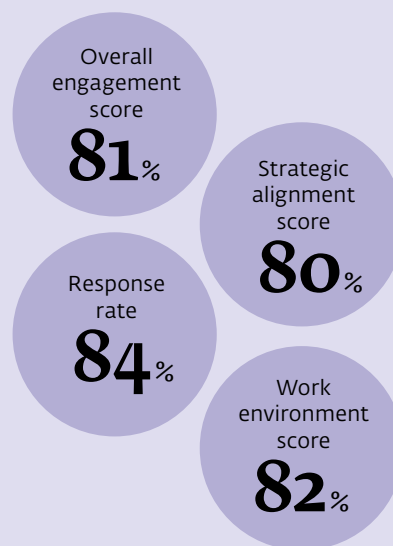 Overall
engagement
score
81%
Strategic
alignment
score
80%
Response
rate
84%
Work
environment
score
82%